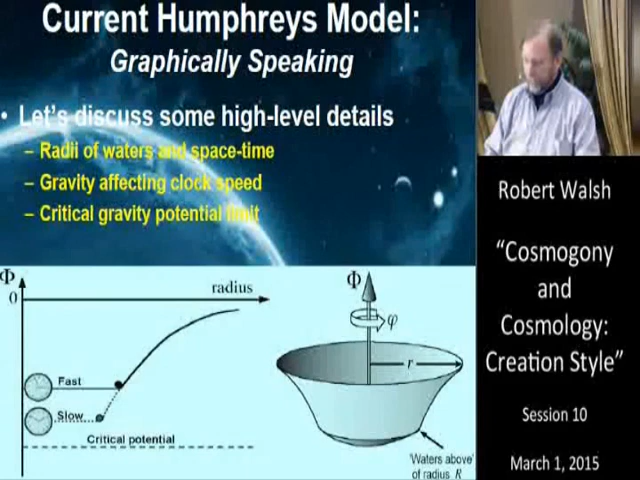 Current Humphreys Model:
Graphically Speaking
• Let's discuss some high-level details
– Radii of waters and space-time
– Gravity affecting clock speed
– Critical gravity potential limit
Φ
0
radius
Fast
Slow
Critical potential
Φ
φ
r
'Waters above'
of radius R
Robert Walsh
"Cosmogony
and
Cosmology:
Creation Style"
Session 10
March 1, 2015